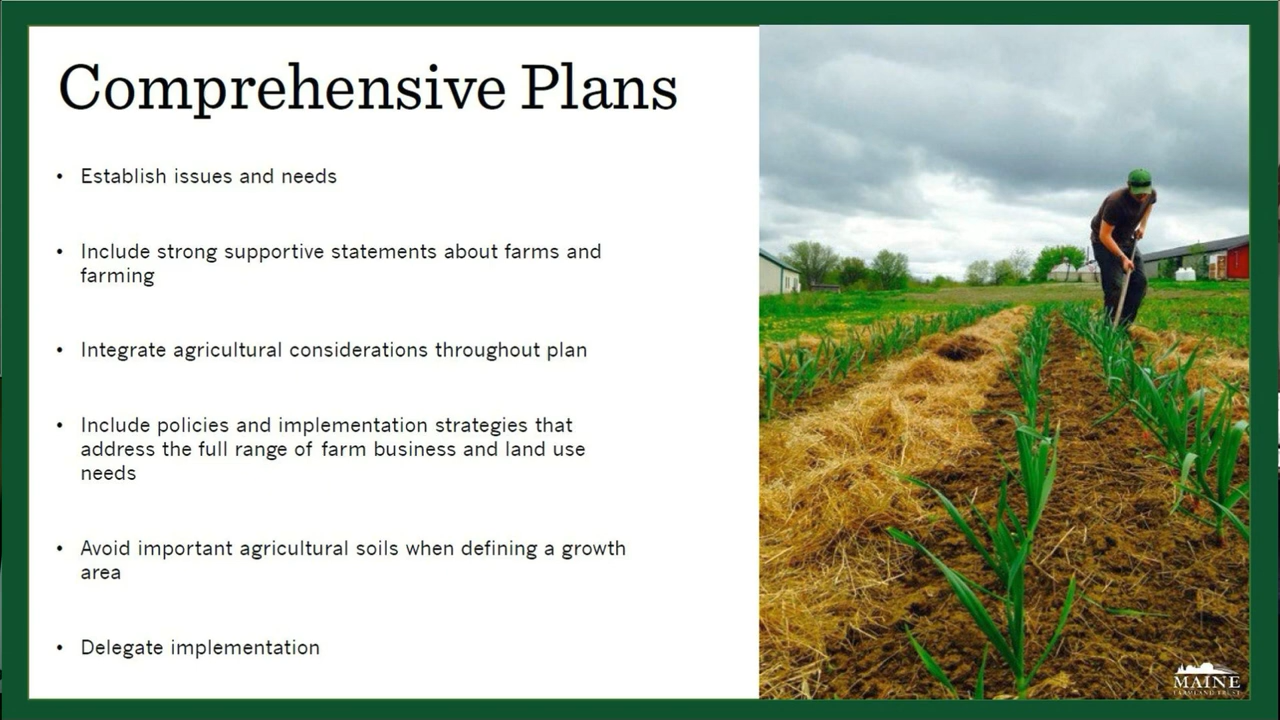 Comprehensive Plans
• Establish issues and needs
• Include strong supportive statements about farms and
farming
• Integrate agricultural considerations throughout plan
• Include policies and implementation strategies that
address the full range of farm business and land use
needs
• Avoid important agricultural soils when defining a growth
area
• Delegate implementation
MAINE
FARMLAND TRUST